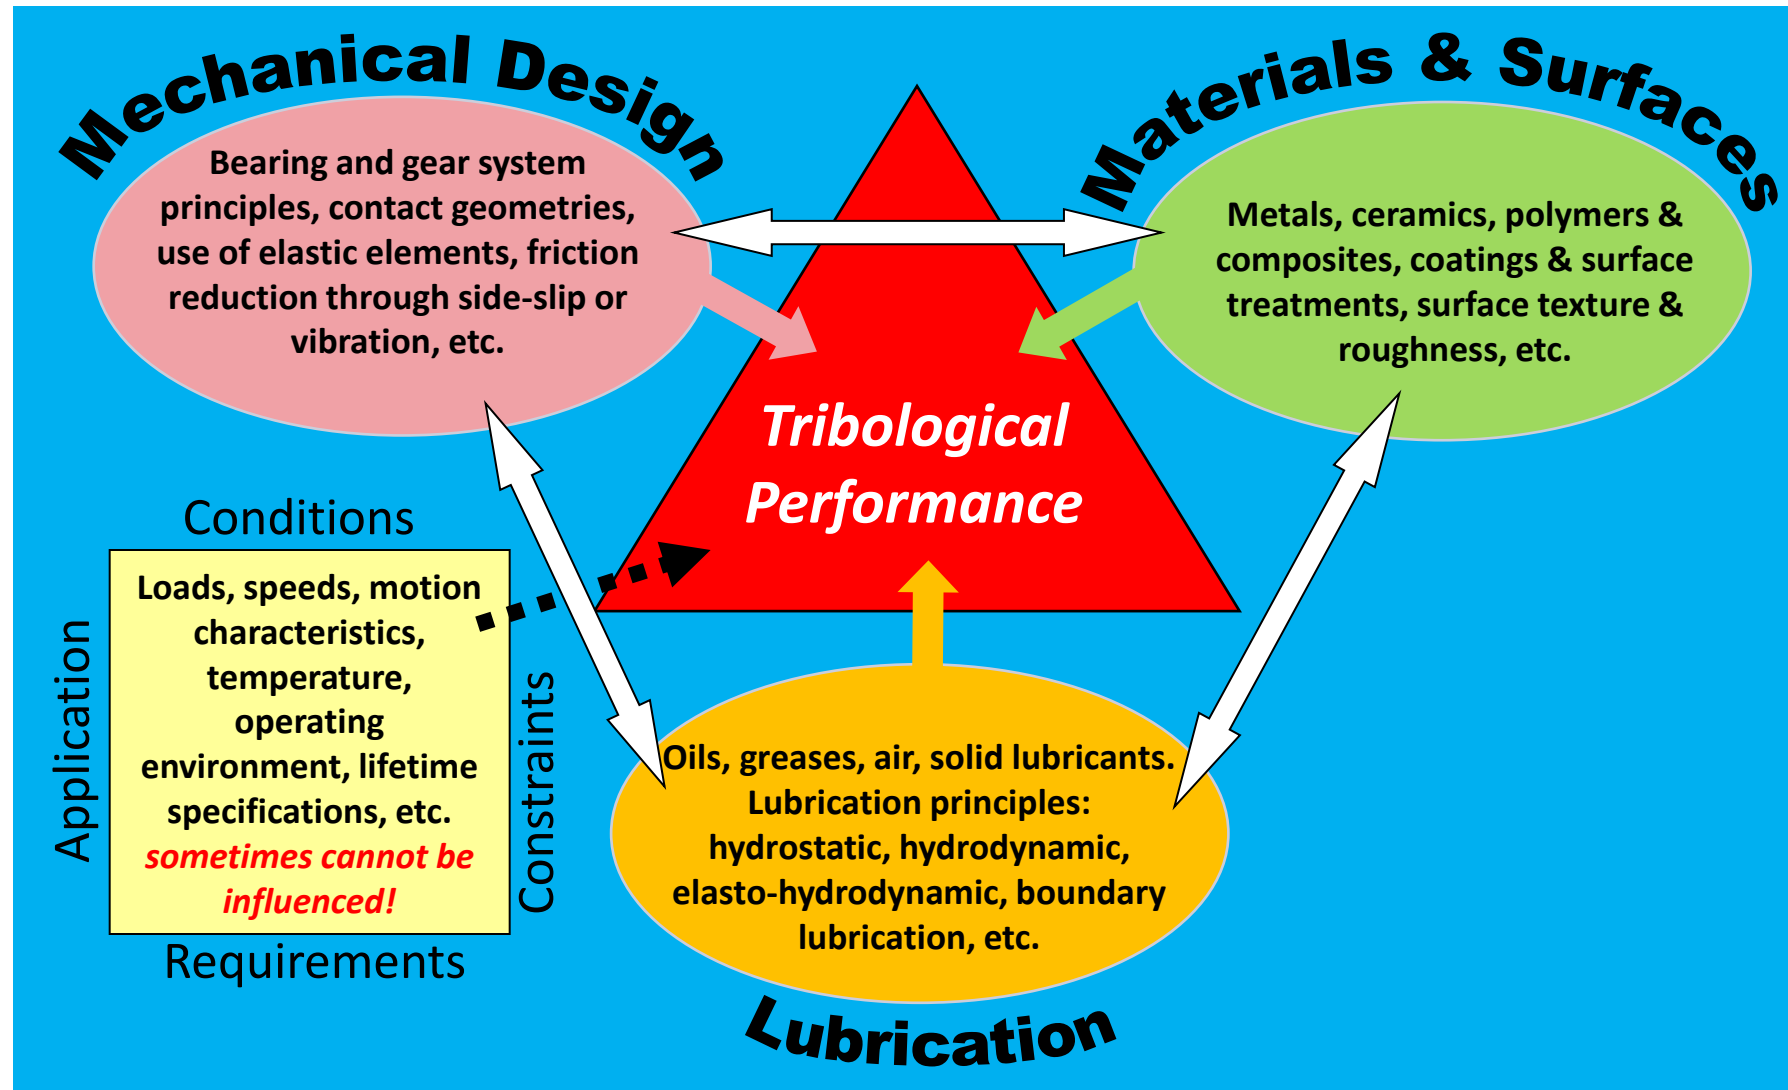 Mechanical Design
Bearing and gear system
principles, contact geometries,
use of elastic elements, friction
reduction through side-slip or
vibration, etc.
Materials & Surfaces
Metals, ceramics, polymers &
composites, coatings & surface
treatments, surface texture &
roughness, etc.
Tribological
Performance
Conditions
Application
Loads, speeds, motion
characteristics,
temperature,
operating
environment, lifetime
specifications, etc.
sometimes cannot be
influenced!
Constraints
Requirements
Oils, greases, air, solid lubricants.
Lubrication principles:
hydrostatic, hydrodynamic,
elasto-hydrodynamic, boundary
lubrication, etc.
Lubrication